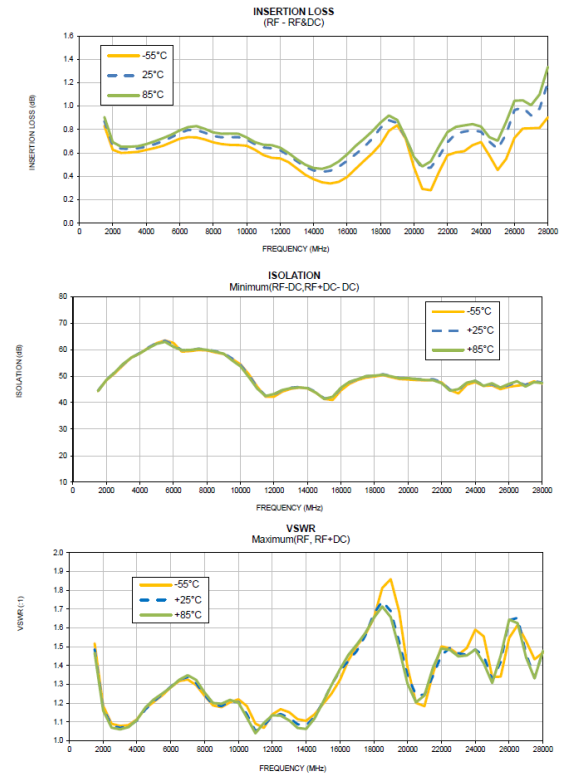 INSERTION LOSS
(RF - RF&DC)
1.6
1.4
1.2
1.0
0.8
0.6
0.4
0.2
0.0
INSERTION LOSS (dB)
-55°C
25°C
85°C
0 2000 4000 6000 8000 10000 12000 14000 16000 18000 20000 22000 24000 26000 28000
FREQUENCY (MHz)
ISOLATION
Minimum(RF-DC,RF+DC- DC)
80
70
60
50
40
30
20
10
ISOLATION (dB)
-55°C
+25°C
+85°C
0 2000 4000 6000 8000 10000 12000 14000 16000 18000 20000 22000 24000 26000 28000
FREQUENCY (MHz)
VSWR
Maximum(RF, RF+DC)
2.0
1.9
1.8
1.7
1.6
1.5
1.4
1.3
1.2
1.1
1.0
VSWR (:1)
-55°C
+25°C
+85°C
0 2000 4000 6000 8000 10000 12000 14000 16000 18000 20000 22000 24000 26000 28000
FREQUENCY (MHz)